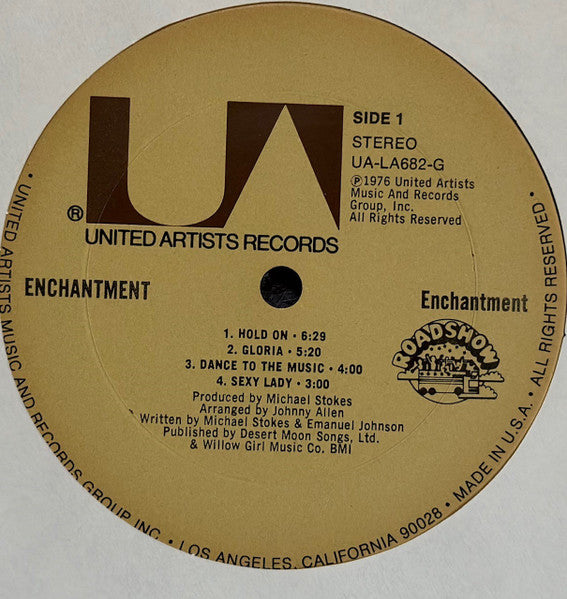 UA
SIDE 1
STEREO
UA-LA682-G
℗1976 United Artists
Music And Records
Group, Inc.
All Rights Reserved
®
UNITED ARTISTS RECORDS
ENCHANTMENT
Enchantment
ROADSHOW
1. HOLD ON • 6:29
2. GLORIA • 5:20
3. DANCE TO THE MUSIC • 4:00
4. SEXY LADY • 3:00
Produced by Michael Stokes
Arranged by Johnny Allen
Written by Michael Stokes & Emanuel Johnson
Published by Desert Moon Songs, Ltd.
& Willow Girl Music Co. BMI
• UNITED ARTISTS MUSIC AND RECORDS GROUP, INC. • LOS ANGELES, CALIFORNIA 90028 • MADE IN U.S.A. • ALL RIGHTS RESERVED •